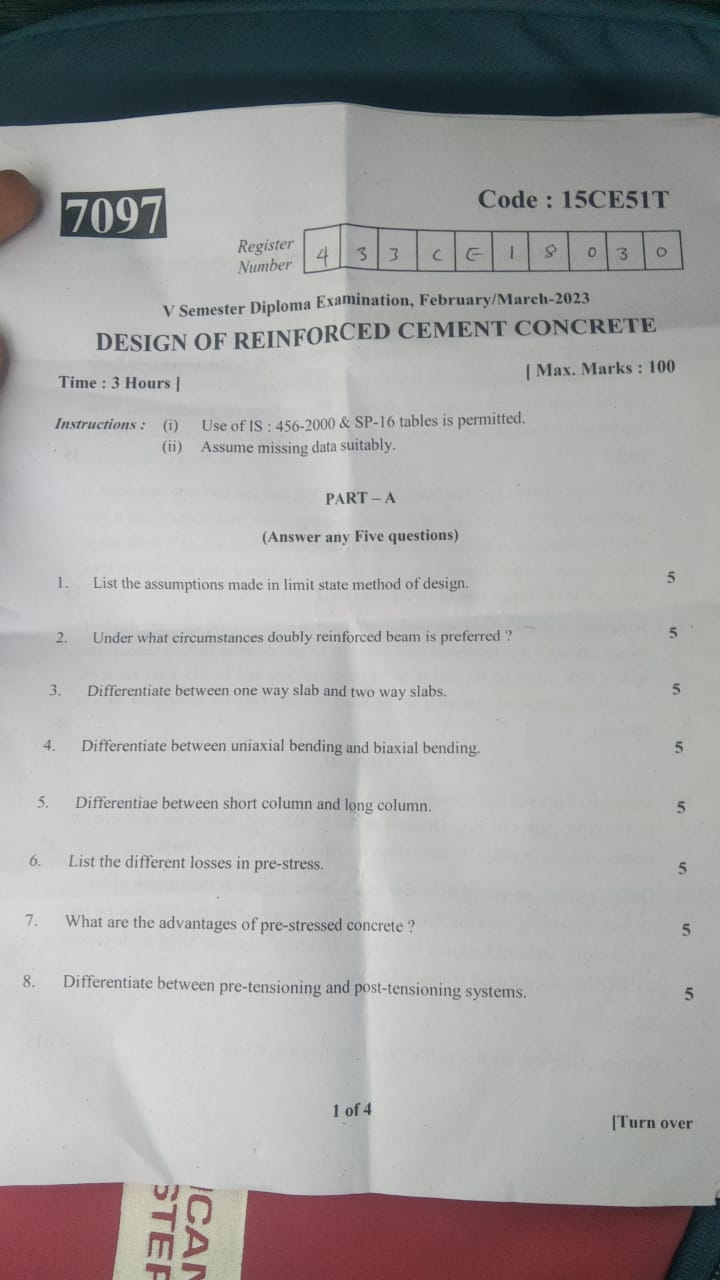 7097
Code : 15CE51T
Register Number 4 3 3 C E 1 8 0 3 0
V Semester Diploma Examination, February/March-2023
DESIGN OF REINFORCED CEMENT CONCRETE
Time : 3 Hours ] [ Max. Marks : 100
Instructions : (i) Use of IS : 456-2000 & SP-16 tables is permitted.
(ii) Assume missing data suitably.
PART – A
(Answer any Five questions)
1. List the assumptions made in limit state method of design. 5
2. Under what circumstances doubly reinforced beam is preferred ? 5
3. Differentiate between one way slab and two way slabs. 5
4. Differentiate between uniaxial bending and biaxial bending. 5
5. Differentiae between short column and long column. 5
6. List the different losses in pre-stress. 5
7. What are the advantages of pre-stressed concrete ? 5
8. Differentiate between pre-tensioning and post-tensioning systems. 5
1 of 4
[Turn over